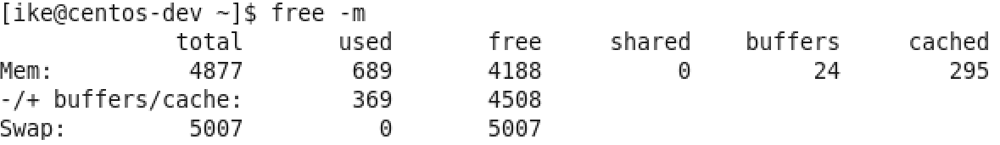 [ike@centos-dev ~]$ free -m
total used free shared buffers cached
Mem: 4877 689 4188 0 24 295
-/+ buffers/cache: 369 4508
Swap: 5007 0 5007